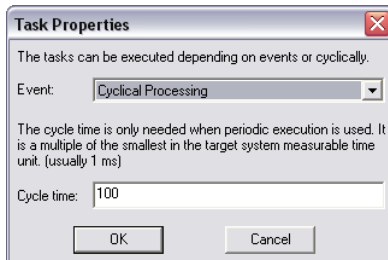 Task Properties
The tasks can be executed depending on events or cyclically.
Event: Cyclical Processing
The cycle time is only needed when periodic execution is used. It
is a multiple of the smallest in the target system measurable time
unit. (usually 1 ms)
Cycle time: 100
OK Cancel